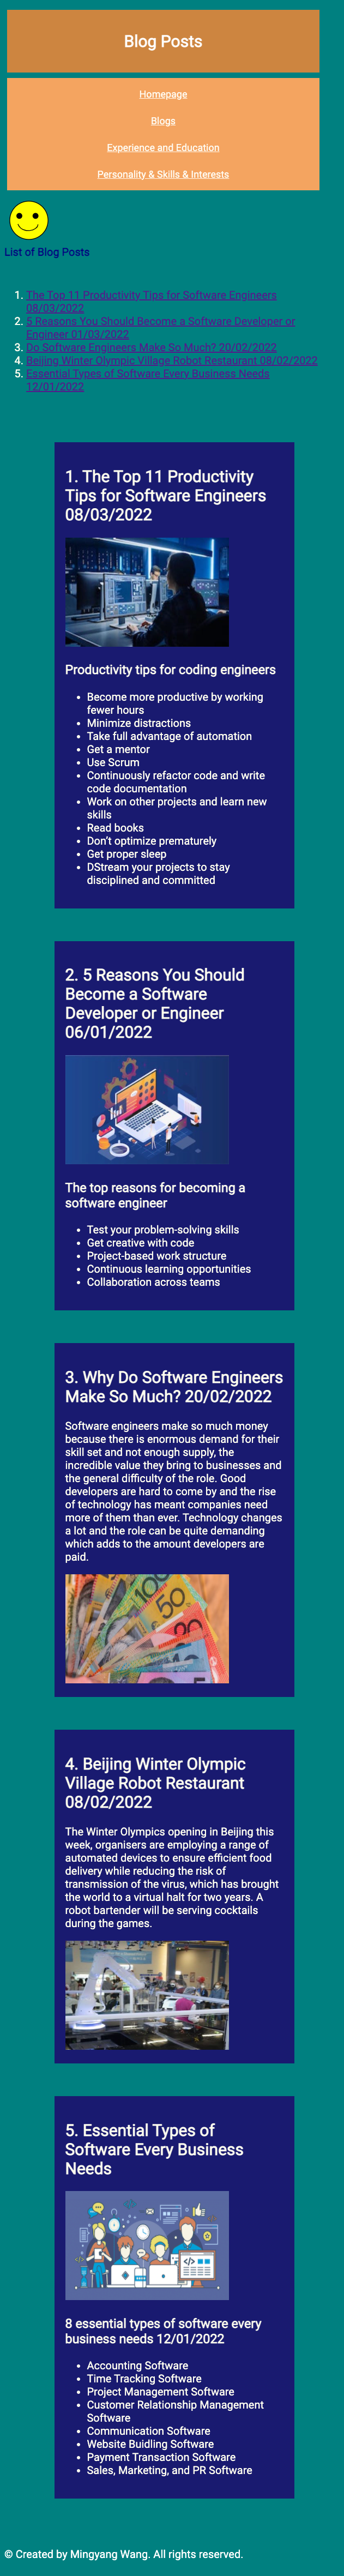 Blog Posts
Homepage
Blogs
Experience and Education
Personality & Skills & Interests
List of Blog Posts
1. The Top 11 Productivity Tips for Software Engineers
08/03/2022
2. 5 Reasons You Should Become a Software Developer or
Engineer 01/03/2022
3. Do Software Engineers Make So Much? 20/02/2022
4. Beijing Winter Olympic Village Robot Restaurant 08/02/2022
5. Essential Types of Software Every Business Needs
12/01/2022
1. The Top 11 Productivity
Tips for Software Engineers
08/03/2022
Productivity tips for coding engineers
• Become more productive by working
fewer hours
• Minimize distractions
• Take full advantage of automation
• Get a mentor
• Use Scrum
• Continuously refactor code and write
code documentation
• Work on other projects and learn new
skills
• Read books
• Don’t optimize prematurely
• Get proper sleep
• DStream your projects to stay
disciplined and committed
2. 5 Reasons You Should
Become a Software
Developer or Engineer
06/01/2022
The top reasons for becoming a
software engineer
• Test your problem-solving skills
• Get creative with code
• Project-based work structure
• Continuous learning opportunities
• Collaboration across teams
3. Why Do Software Engineers
Make So Much? 20/02/2022
Software engineers make so much money
because there is enormous demand for their
skill set and not enough supply, the
incredible value they bring to businesses and
the general difficulty of the role. Good
developers are hard to come by and the rise
of technology has meant companies need
more of them than ever. Technology changes
a lot and the role can be quite demanding
which adds to the amount developers are
paid.
100
50
20
10
4. Beijing Winter Olympic
Village Robot Restaurant
08/02/2022
The Winter Olympics opening in Beijing this
week, organisers are employing a range of
automated devices to ensure efficient food
delivery while reducing the risk of
transmission of the virus, which has brought
the world to a virtual halt for two years. A
robot bartender will be serving cocktails
during the games.
5. Essential Types of
Software Every Business
Needs
8 essential types of software every
business needs 12/01/2022
• Accounting Software
• Time Tracking Software
• Project Management Software
• Customer Relationship Management
Software
• Communication Software
• Website Buidling Software
• Payment Transaction Software
• Sales, Marketing, and PR Software
© Created by Mingyang Wang. All rights reserved.